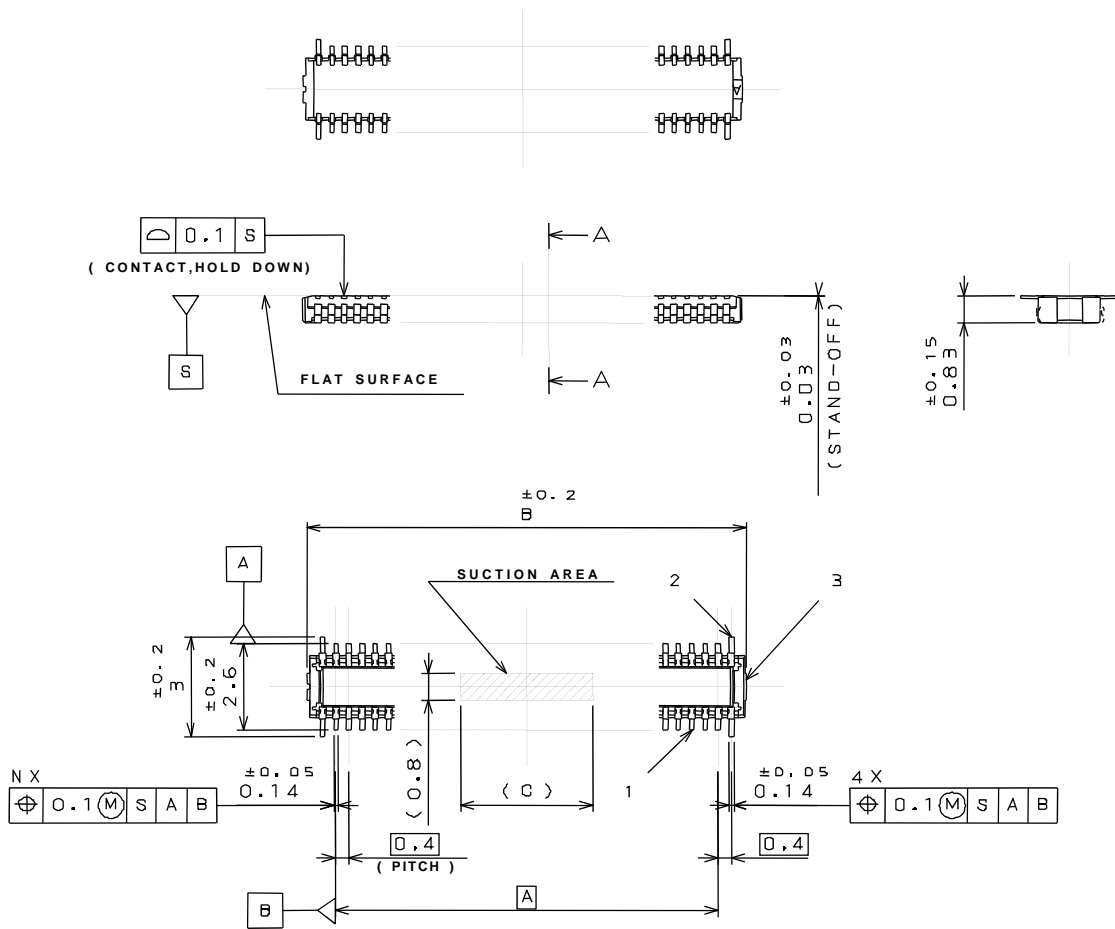 ⌓ 0.1 S
( CONTACT,HOLD DOWN)
A
S
FLAT SURFACE
A
±0.03
0.03
(STAND-OFF)
±0.15
0.83
±0.2
B
SUCTION AREA
2
3
A
±0.2
3
±0.2
2.6
(0.8)
(C)
1
NX
⌖ 0.1 Ⓜ S A B
±0.05
0.14
±0.05
0.14
4X
⌖ 0.1 Ⓜ S A B
0.4
( PITCH )
0.4
B
A